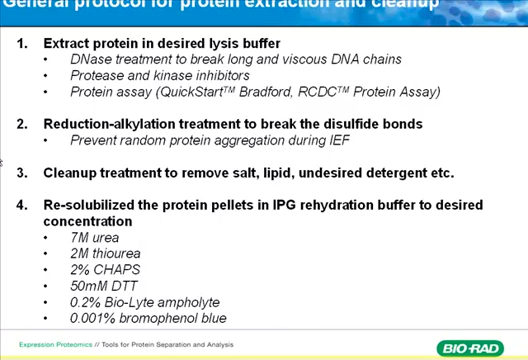 General protocol for protein extraction and cleanup
1. Extract protein in desired lysis buffer
• DNase treatment to break long and viscous DNA chains
• Protease and kinase inhibitors
• Protein assay (QuickStart™ Bradford, RCDC™ Protein Assay)
2. Reduction-alkylation treatment to break the disulfide bonds
• Prevent random protein aggregation during IEF
3. Cleanup treatment to remove salt, lipid, undesired detergent etc.
4. Re-solubilized the protein pellets in IPG rehydration buffer to desired
concentration
• 7M urea
• 2M thiourea
• 2% CHAPS
• 50mM DTT
• 0.2% Bio-Lyte ampholyte
• 0.001% bromophenol blue
Expression Proteomics // Tools for Protein Separation and Analysis
BIO-RAD